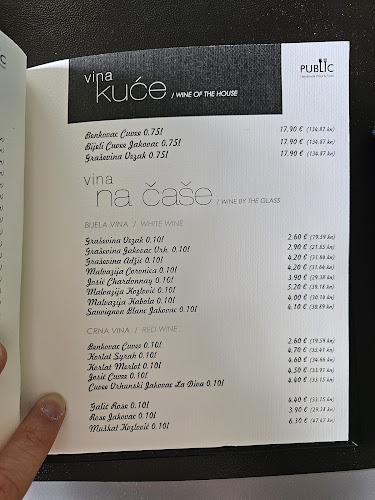 vina
kuće / WINE OF THE HOUSE
PUBLIC
Benkovac Cuvee 0.75l 17.90 € (134.87 kn)
Bijeli Cuvee Jakovac 0.75l 17.90 € (134.87 kn)
Graševina Vezak 0.75l 17.90 € (134.87 kn)
vina
na čaše / WINE BY THE GLASS
BIJELA VINA / WHITE WINE
Graševina Vezak 0.10l 2.60 € (19.59 kn)
Graševina Jakovac Vrh. 0.10l 2.90 € (21.85 kn)
Graševina Adžić 0.10l 4.20 € (31.64 kn)
Malvazija Coronica 0.10l 4.20 € (31.64 kn)
Josić Chardonnay 0.10l 3.90 € (29.38 kn)
Malvazija Kozlović 0.10l 5.20 € (39.18 kn)
Malvazija Kabola 0.10l 4.00 € (30.14 kn)
Sauvignon Blanc Jakovac 0.10l 4.10 € (30.89 kn)
CRNA VINA / RED WINE
Benkovac Cuvee 0.10l 2.60 € (19.59 kn)
Korlat Syrah 0.10l 4.70 € (35.41 kn)
Korlat Merlot 0.10l 4.60 € (34.66 kn)
Josić Cuvee 0.10l 4.50 € (33.91 kn)
Cuvee Vrhunski Jakovac La Diva 0.10l 4.40 € (33.15 kn)
Galić Rose 0.10l 4.40 € (33.15 kn)
Rose Jakovac 0.10l 3.90 € (29.38 kn)
Muškat Kozlović 0.10l 6.30 € (47.47 kn)